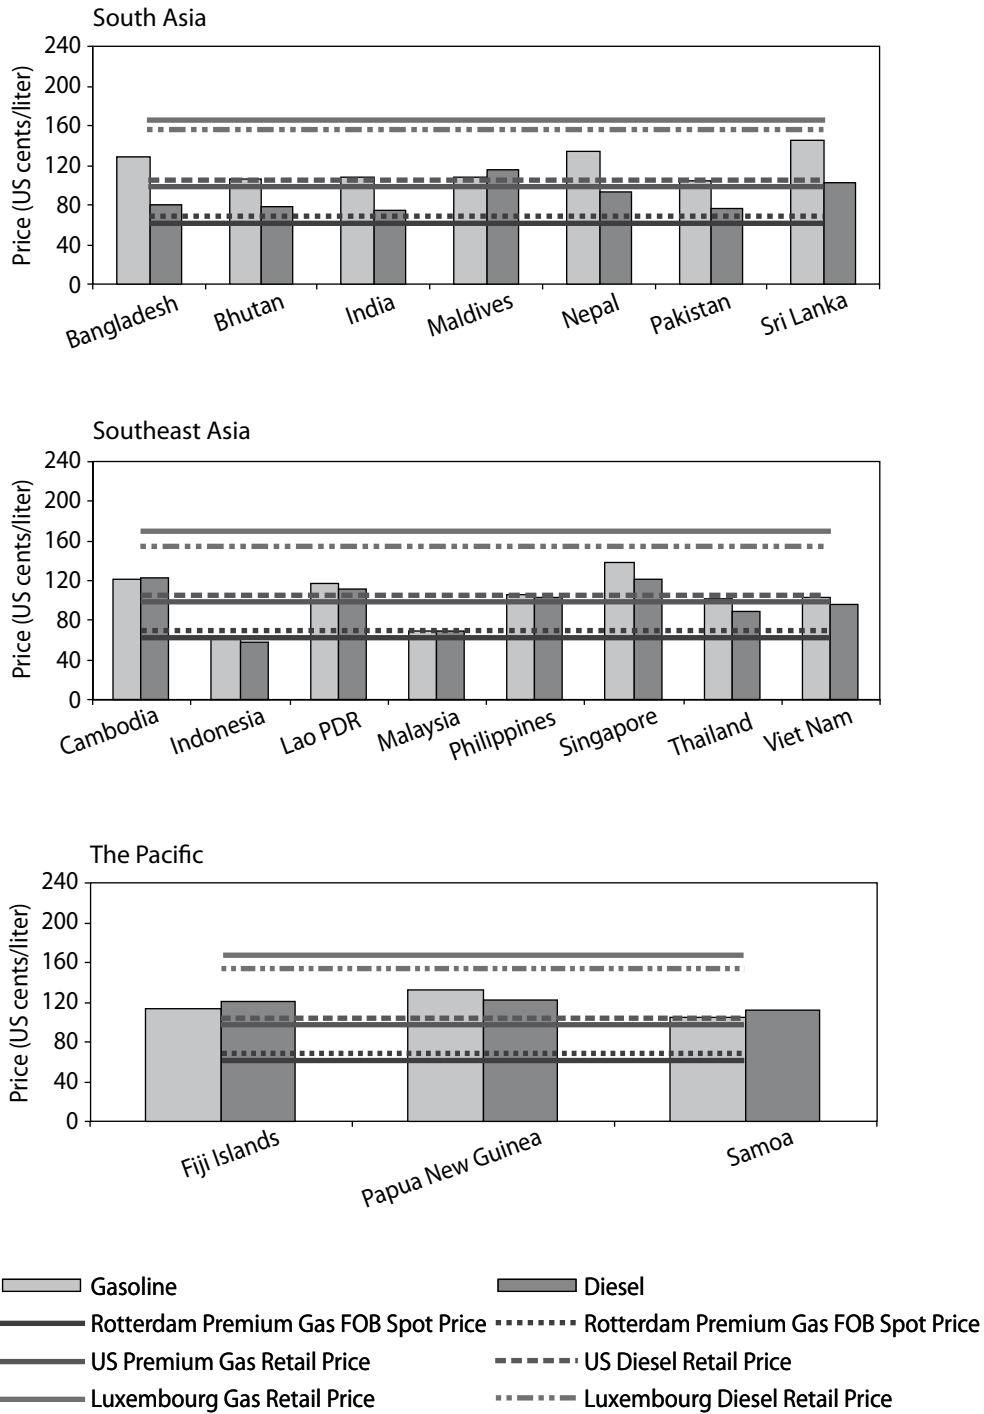 South Asia
240
200
160
120
80
40
0
Price (US cents/liter)
Bangladesh
Bhutan
India
Maldives
Nepal
Pakistan
Sri Lanka
Southeast Asia
240
200
160
120
80
40
0
Price (US cents/liter)
Cambodia
Indonesia
Lao PDR
Malaysia
Philippines
Singapore
Thailand
Viet Nam
The Pacific
240
200
160
120
80
40
0
Price (US cents/liter)
Fiji Islands
Papua New Guinea
Samoa
Gasoline
Diesel
Rotterdam Premium Gas FOB Spot Price
Rotterdam Premium Gas FOB Spot Price
US Premium Gas Retail Price
US Diesel Retail Price
Luxembourg Gas Retail Price
Luxembourg Diesel Retail Price